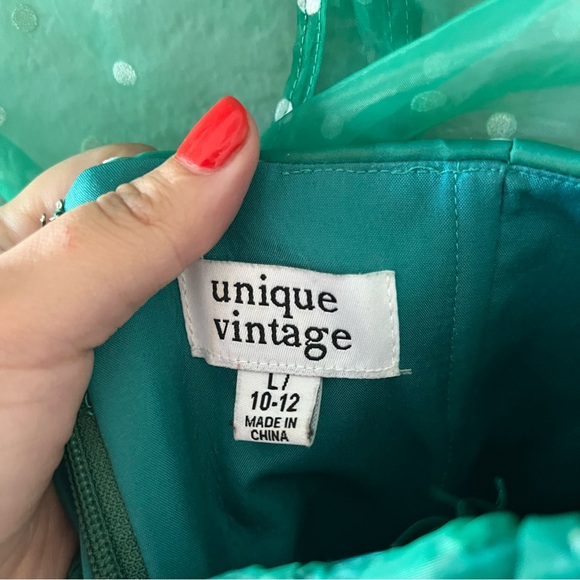 unique
vintage
L/
10-12
MADE IN
CHINA